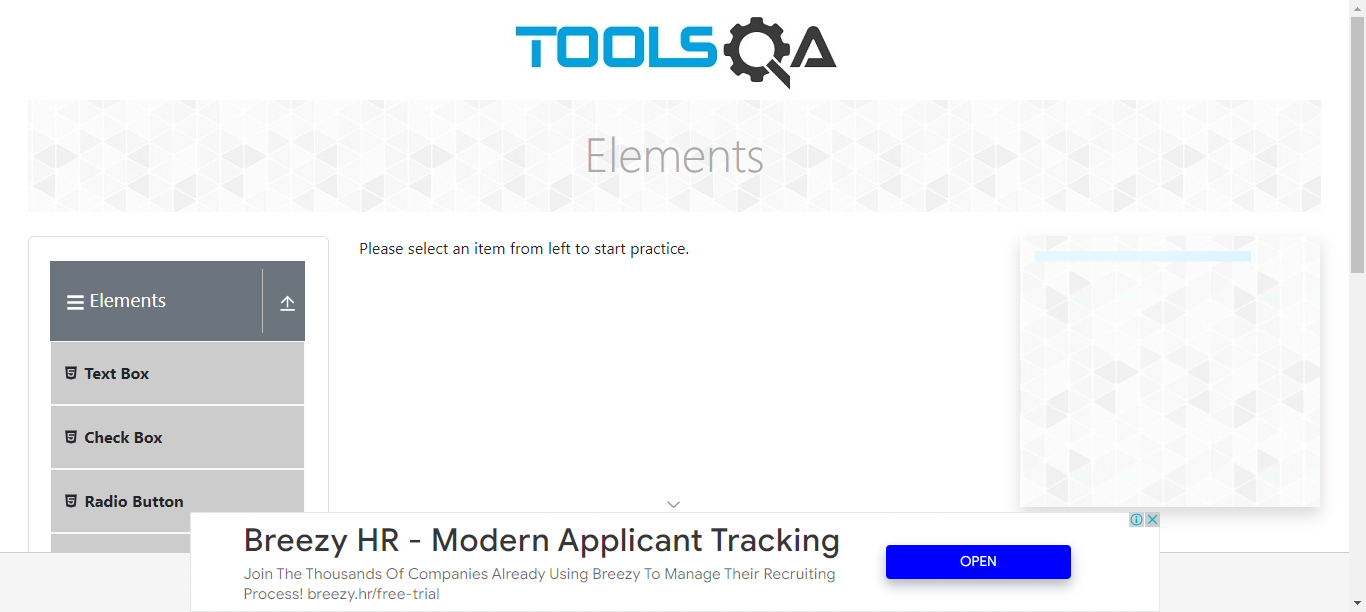 TOOLSQA
Elements
Elements
Text Box
Check Box
Radio Button
Please select an item from left to start practice.
Breezy HR - Modern Applicant Tracking
Join The Thousands Of Companies Already Using Breezy To Manage Their Recruiting
Process! breezy.hr/free-trial
OPEN